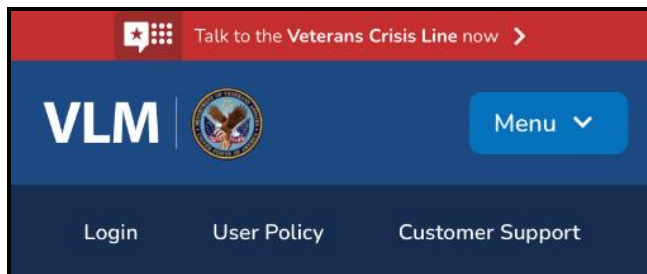 Talk to the Veterans Crisis Line now
VLM
Menu
Login User Policy Customer Support